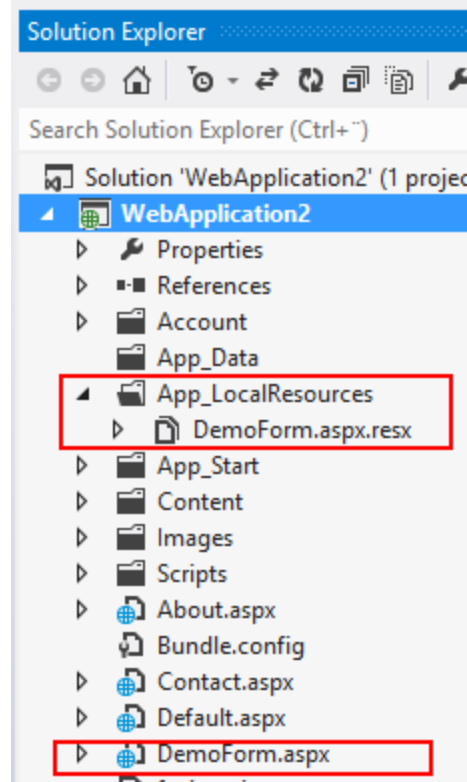 Solution Explorer
Search Solution Explorer (Ctrl+¨)
Solution 'WebApplication2' (1 projec
WebApplication2
Properties
References
Account
App_Data
App_LocalResources
DemoForm.aspx.resx
App_Start
Content
Images
Scripts
About.aspx
Bundle.config
Contact.aspx
Default.aspx
DemoForm.aspx